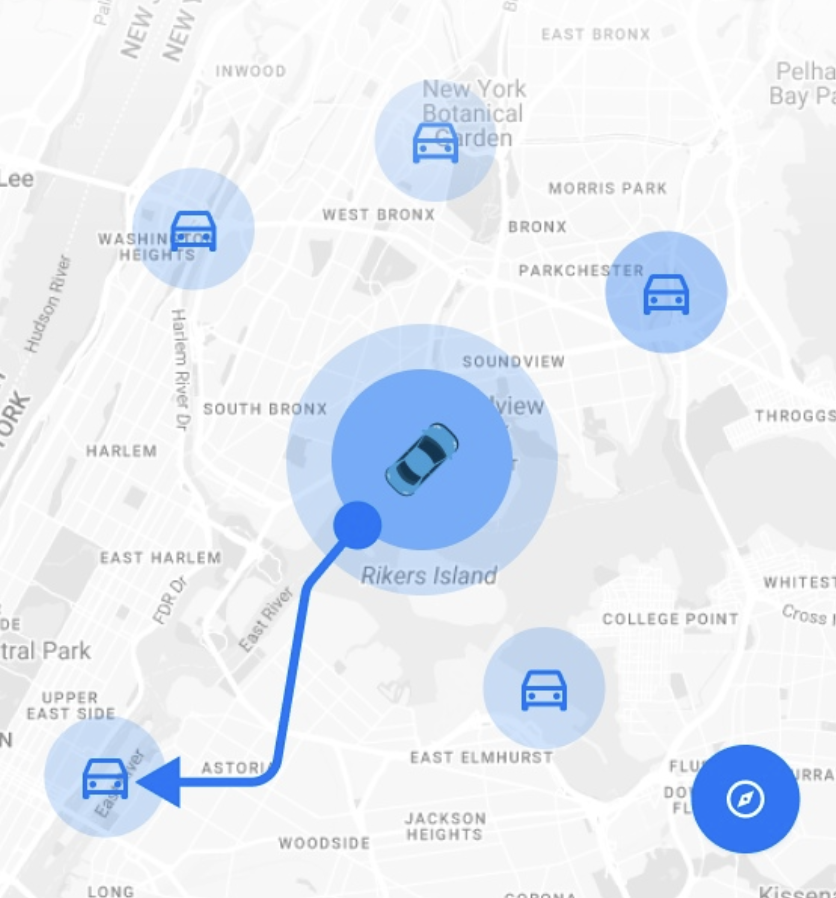 NEW
NEW Y
EAST BRONX
INWOOD
Pelha
Bay Pa
New York
Botanical
Garden
Lee
MORRIS PARK
WEST BRONX
BRONX
WASHINGTON
HEIGHTS
PARKCHESTER
Hudson River
Harlem River Dr
SOUNDVIEW
SOUTH BRONX
view
THROGGS
YORK
HARLEM
EAST HARLEM
Rikers Island
FDR Dr
East River
WHITEST
COLLEGE POINT
Cross I
tral Park
UPPER
EAST SIDE
N
East River
ASTORIA
EAST ELMHURST
FLU
URRA
DO
FL
JACKSON
HEIGHTS
WOODSIDE
LONG
CORONA
Kissena